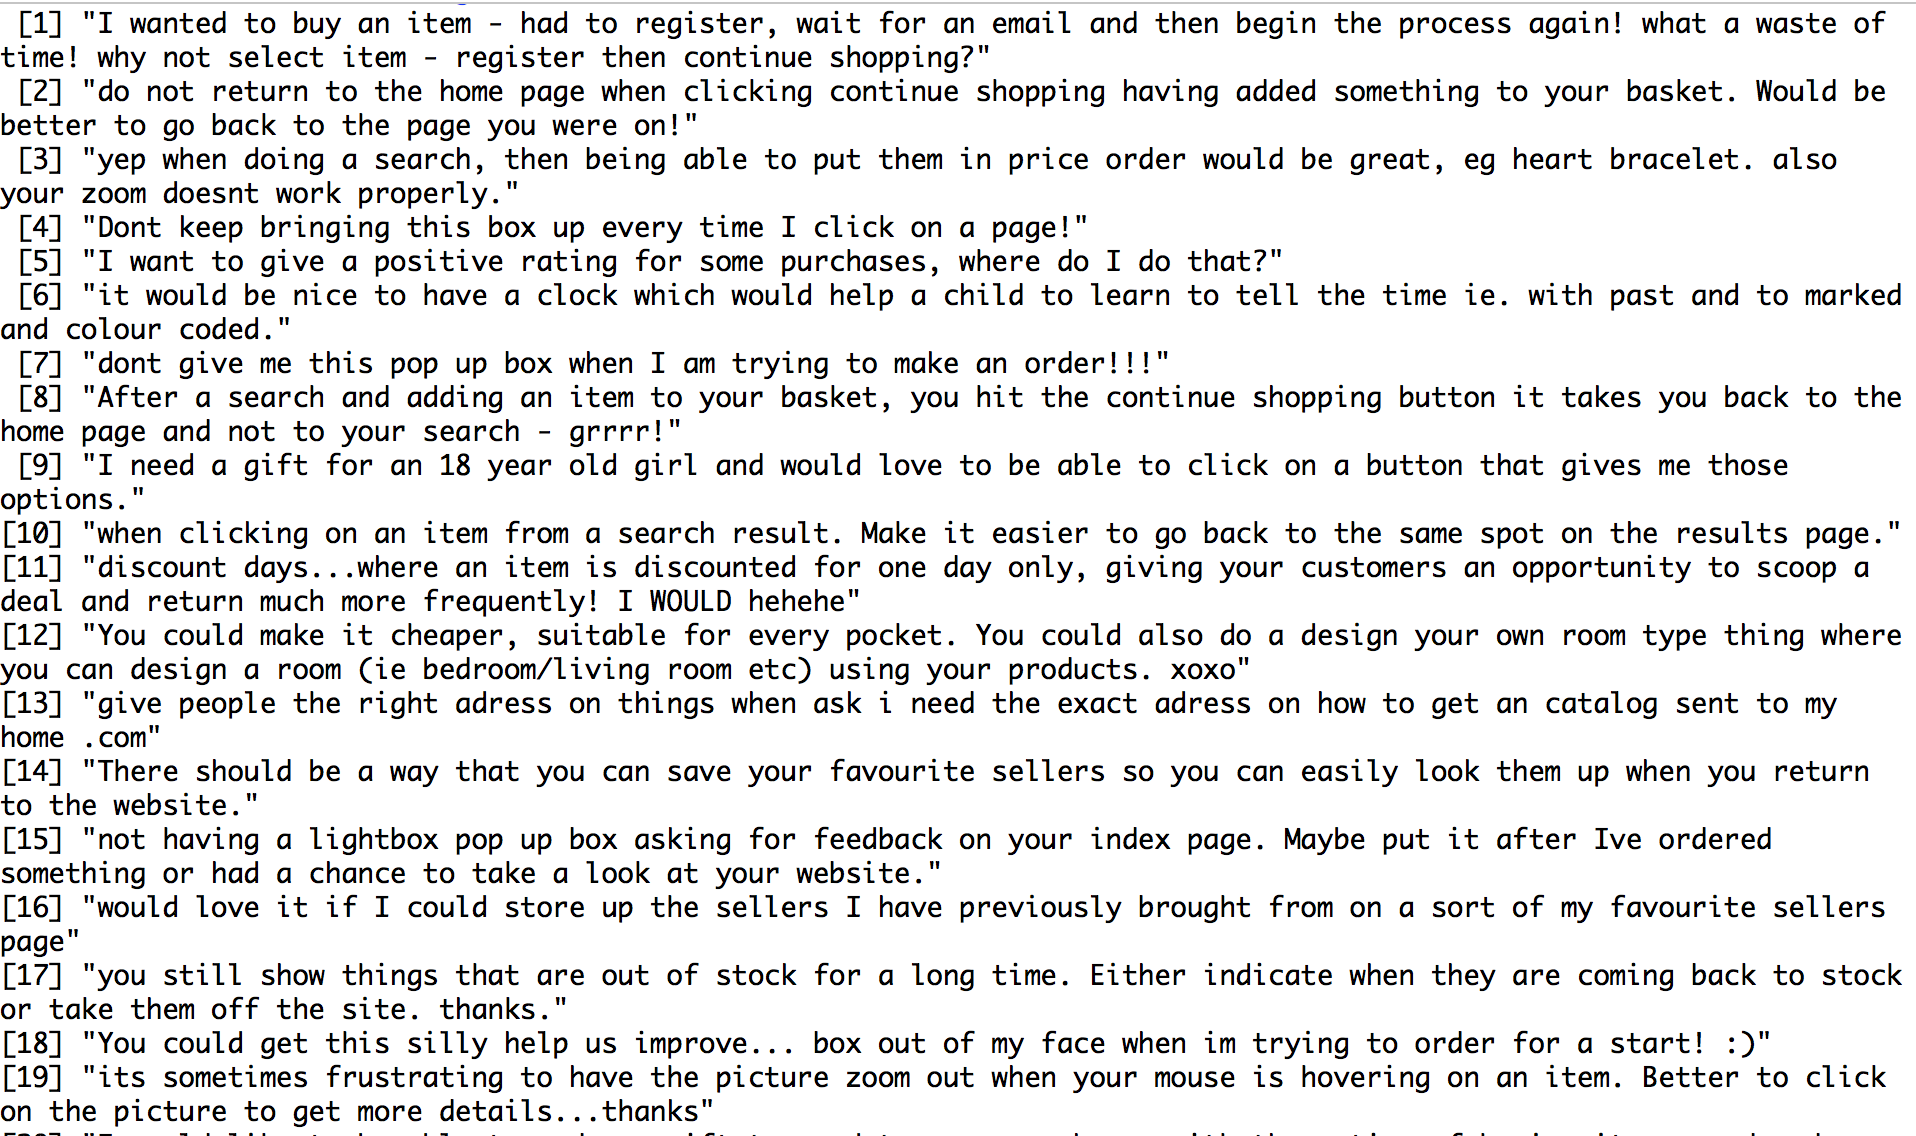 [1] "I wanted to buy an item - had to register, wait for an email and then begin the process again! what a waste of
time! why not select item - register then continue shopping?"
[2] "do not return to the home page when clicking continue shopping having added something to your basket. Would be
better to go back to the page you were on!"
[3] "yep when doing a search, then being able to put them in price order would be great, eg heart bracelet. also
your zoom doesnt work properly."
[4] "Dont keep bringing this box up every time I click on a page!"
[5] "I want to give a positive rating for some purchases, where do I do that?"
[6] "it would be nice to have a clock which would help a child to learn to tell the time ie. with past and to marked
and colour coded."
[7] "dont give me this pop up box when I am trying to make an order!!!"
[8] "After a search and adding an item to your basket, you hit the continue shopping button it takes you back to the
home page and not to your search - grrrr!"
[9] "I need a gift for an 18 year old girl and would love to be able to click on a button that gives me those
options."
[10] "when clicking on an item from a search result. Make it easier to go back to the same spot on the results page."
[11] "discount days...where an item is discounted for one day only, giving your customers an opportunity to scoop a
deal and return much more frequently! I WOULD hehehe"
[12] "You could make it cheaper, suitable for every pocket. You could also do a design your own room type thing where
you can design a room (ie bedroom/living room etc) using your products. xoxo"
[13] "give people the right adress on things when ask i need the exact adress on how to get an catalog sent to my
home .com"
[14] "There should be a way that you can save your favourite sellers so you can easily look them up when you return
to the website."
[15] "not having a lightbox pop up box asking for feedback on your index page. Maybe put it after Ive ordered
something or had a chance to take a look at your website."
[16] "would love it if I could store up the sellers I have previously brought from on a sort of my favourite sellers
page"
[17] "you still show things that are out of stock for a long time. Either indicate when they are coming back to stock
or take them off the site. thanks."
[18] "You could get this silly help us improve... box out of my face when im trying to order for a start! :)"
[19] "its sometimes frustrating to have the picture zoom out when your mouse is hovering on an item. Better to click
on the picture to get more details...thanks"